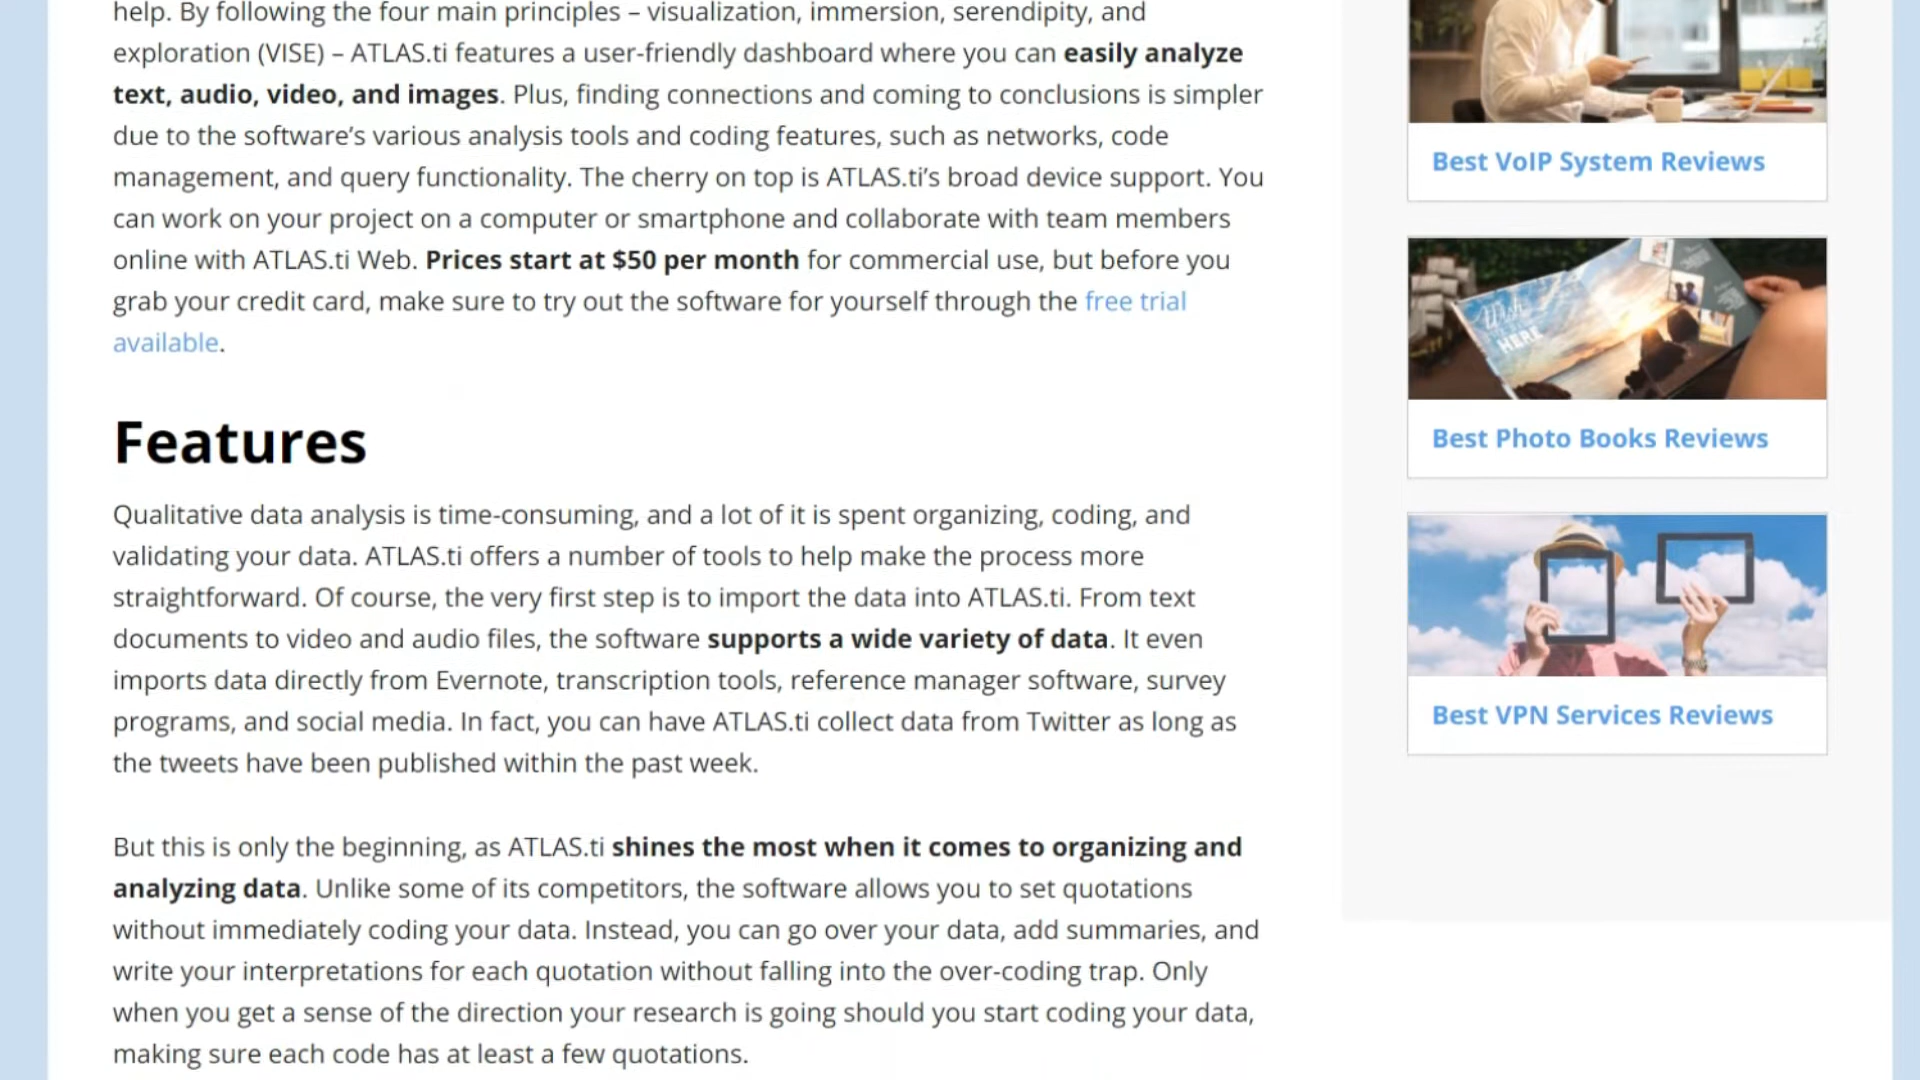 help. By following the four main principles – visualization, immersion, serendipity, and
exploration (VISE) – ATLAS.ti features a user-friendly dashboard where you can easily analyze
text, audio, video, and images. Plus, finding connections and coming to conclusions is simpler
due to the software’s various analysis tools and coding features, such as networks, code
management, and query functionality. The cherry on top is ATLAS.ti’s broad device support. You
can work on your project on a computer or smartphone and collaborate with team members
online with ATLAS.ti Web. Prices start at $50 per month for commercial use, but before you
grab your credit card, make sure to try out the software for yourself through the free trial
available.
Features
Qualitative data analysis is time-consuming, and a lot of it is spent organizing, coding, and
validating your data. ATLAS.ti offers a number of tools to help make the process more
straightforward. Of course, the very first step is to import the data into ATLAS.ti. From text
documents to video and audio files, the software supports a wide variety of data. It even
imports data directly from Evernote, transcription tools, reference manager software, survey
programs, and social media. In fact, you can have ATLAS.ti collect data from Twitter as long as
the tweets have been published within the past week.
But this is only the beginning, as ATLAS.ti shines the most when it comes to organizing and
analyzing data. Unlike some of its competitors, the software allows you to set quotations
without immediately coding your data. Instead, you can go over your data, add summaries, and
write your interpretations for each quotation without falling into the over-coding trap. Only
when you get a sense of the direction your research is going should you start coding your data,
making sure each code has at least a few quotations.
Best VoIP System Reviews
Wish
HERE
Best Photo Books Reviews
Best VPN Services Reviews